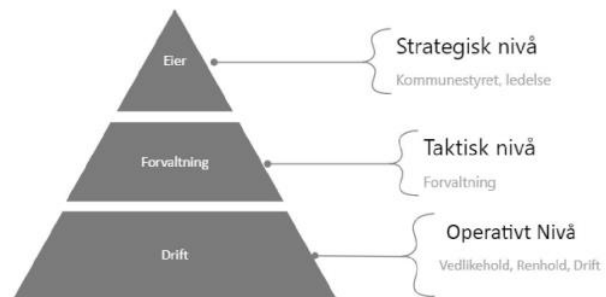 Eier
Strategisk nivå
Kommunestyret, ledelse
Forvaltning
Taktisk nivå
Forvaltning
Drift
Operativt Nivå
Vedlikehold, Renhold, Drift